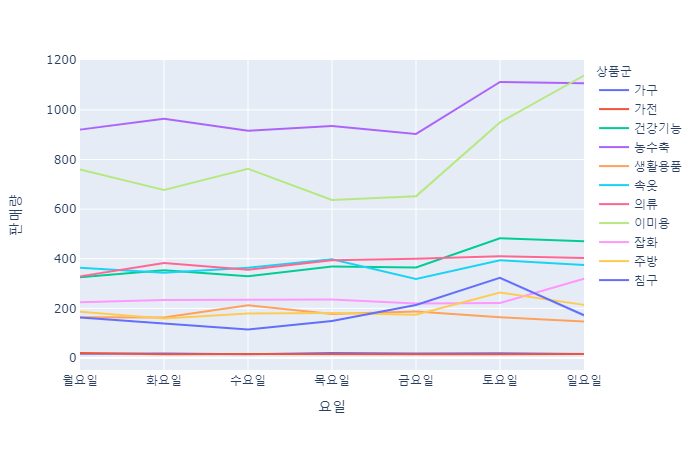 1200
1000
800
600
400
200
0
판매량
월요일 화요일 수요일 목요일 금요일 토요일 일요일
요일
상품군
가구
가전
건강기능
농수축
생활용품
속옷
의류
이미용
잡화
주방
침구